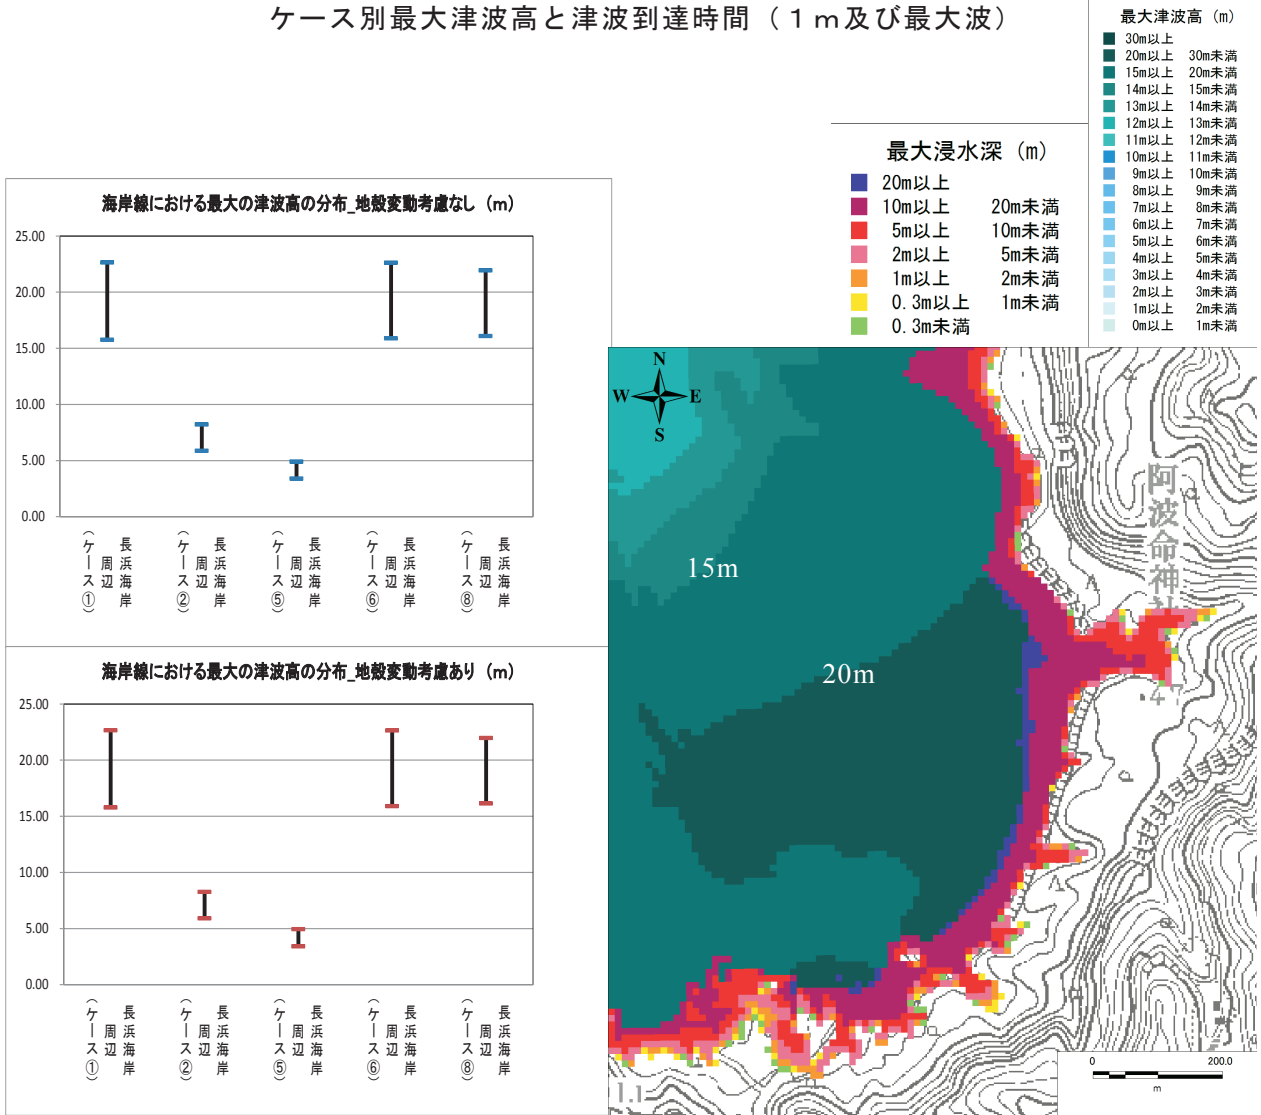 ケース別最大津波高と津波到達時間（１ｍ及び最大波）
最大津波高（m）
30m以上
20m以上 30m未満
15m以上 20m未満
14m以上 15m未満
13m以上 14m未満
12m以上 13m未満
11m以上 12m未満
10m以上 11m未満
9m以上 10m未満
8m以上 9m未満
7m以上 8m未満
6m以上 7m未満
5m以上 6m未満
4m以上 5m未満
3m以上 4m未満
2m以上 3m未満
1m以上 2m未満
0m以上 1m未満
最大浸水深（m）
20m以上
10m以上 20m未満
5m以上 10m未満
2m以上 5m未満
1m以上 2m未満
0.3m以上 1m未満
0.3m未満
海岸線における最大の津波高の分布_地殻変動考慮なし（m）
25.00
20.00
15.00
10.00
5.00
0.00
長浜海岸
周辺
（ケース①）
長浜海岸
周辺
（ケース②）
長浜海岸
周辺
（ケース⑤）
長浜海岸
周辺
（ケース⑥）
長浜海岸
周辺
（ケース⑧）
海岸線における最大の津波高の分布_地殻変動考慮あり（m）
25.00
20.00
15.00
10.00
5.00
0.00
長浜海岸
周辺
（ケース①）
長浜海岸
周辺
（ケース②）
長浜海岸
周辺
（ケース⑤）
長浜海岸
周辺
（ケース⑥）
長浜海岸
周辺
（ケース⑧）
N
W E
S
15m
20m
阿波命神社
0 200.0
m